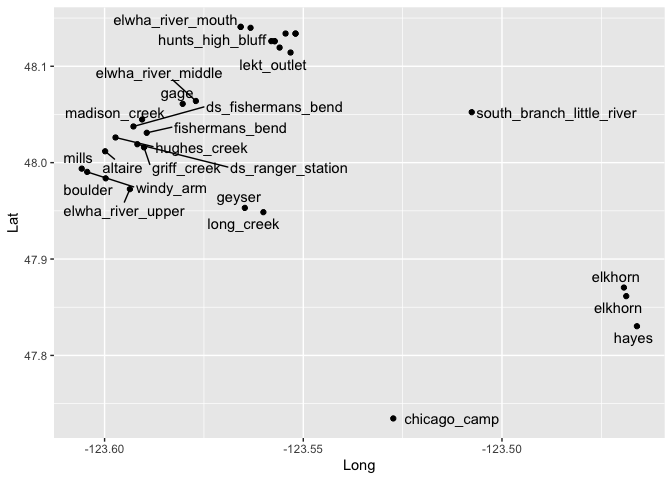 elwha_river_mouth
hunts_high_bluff
48.1
lekt_outlet
elwha_river_middle
gage
ds_fishermans_bend
madison_creek
south_branch_little_river
fishermans_bend
hughes_creek
48.0
mills
altaire
griff_creek
ds_ranger_station
boulder
windy_arm
geyser
elwha_river_upper
long_creek
Lat
47.9
elkhorn
elkhorn
hayes
47.8
chicago_camp
-123.60
-123.55
-123.50
Long